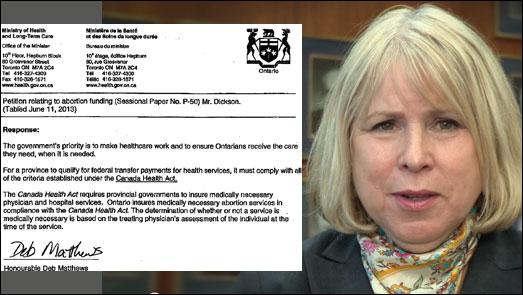 Ministry of Health
and Long-Term Care
Office of the Minister
10th Floor, Hepburn Block
80 Grosvenor Street
Toronto ON M7A 2C4
Tel 416-327-4300
Fax 416-326-1571
www.health.gov.on.ca
Ministère de la Santé
et des Soins de longue durée
Bureau du ministre
10e étage, édifice Hepburn
80, rue Grosvenor
Toronto ON M7A 2C4
Tél 416-327-4300
Téléc 416-326-1571
www.health.gov.on.ca
Ontario
Petition relating to abortion funding (Sessional Paper No. P-50) Mr. Dickson.
(Tabled June 11, 2013)
Response:
The government's priority is to make healthcare work and to ensure Ontarians receive the care
they need, when it is needed.
For a province to qualify for federal transfer payments for health services, it must comply with all
of the criteria established under the Canada Health Act.
The Canada Health Act requires provincial governments to insure medically necessary
physician and hospital services. Ontario insures medically necessary abortion services in
compliance with the Canada Health Act. The determination of whether or not a service is
medically necessary is based on the treating physician's assessment of the individual at the
time of the service.
Deb Matthews
Honourable Deb Matthews